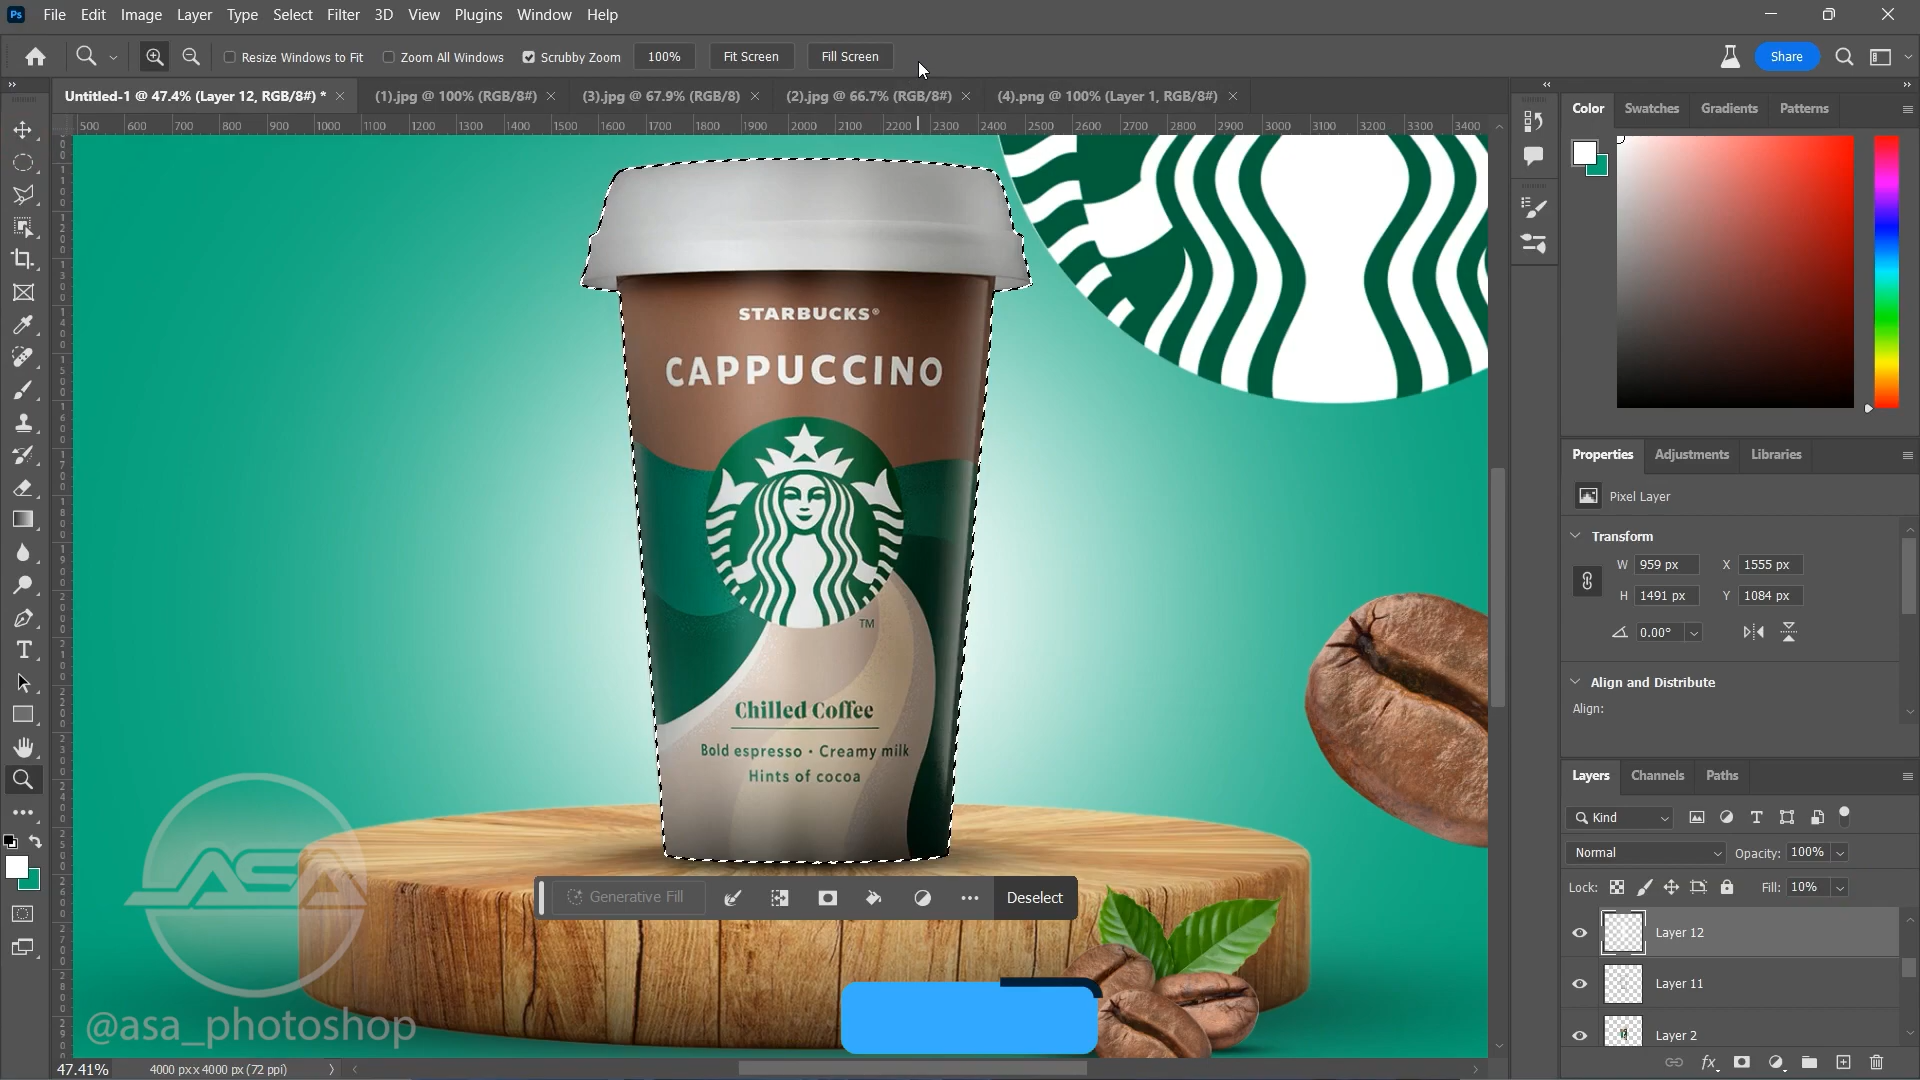 Ps File Edit Image Layer Type Select Filter 3D View Plugins Window Help
Resize Windows to Fit Zoom All Windows Scrubby Zoom 100% Fit Screen Fill Screen Share
Untitled-1 @ 47.4% (Layer 12, RGB/8#) * (1).jpg @ 100% (RGB/8#) (3).jpg @ 67.9% (RGB/8) (2).jpg @ 66.7% (RGB/8#) (4).png @ 100% (Layer 1, RGB/8#)
500 600 700 800 900 1000 1100 1200 1300 1400 1500 1600 1700 1800 1900 2000 2100 2200 2300 2400 2500 2600 2700 2800 2900 3000 3100 3200 3300 3400
Color Swatches Gradients Patterns
STARBUCKS®
CAPPUCCINO
TM
Chilled Coffee
Bold espresso · Creamy milk
Hints of cocoa
Generative Fill Deselect
ASA
@asa_photoshop
Properties Adjustments Libraries
Pixel Layer
Transform
W 959 px X 1555 px
H 1491 px Y 1084 px
0.00°
Align and Distribute
Align:
Layers Channels Paths
Kind
Normal Opacity: 100%
Lock: Fill: 10%
Layer 12
Layer 11
Layer 2
fx
47.41% 4000 px x 4000 px (72 ppi)